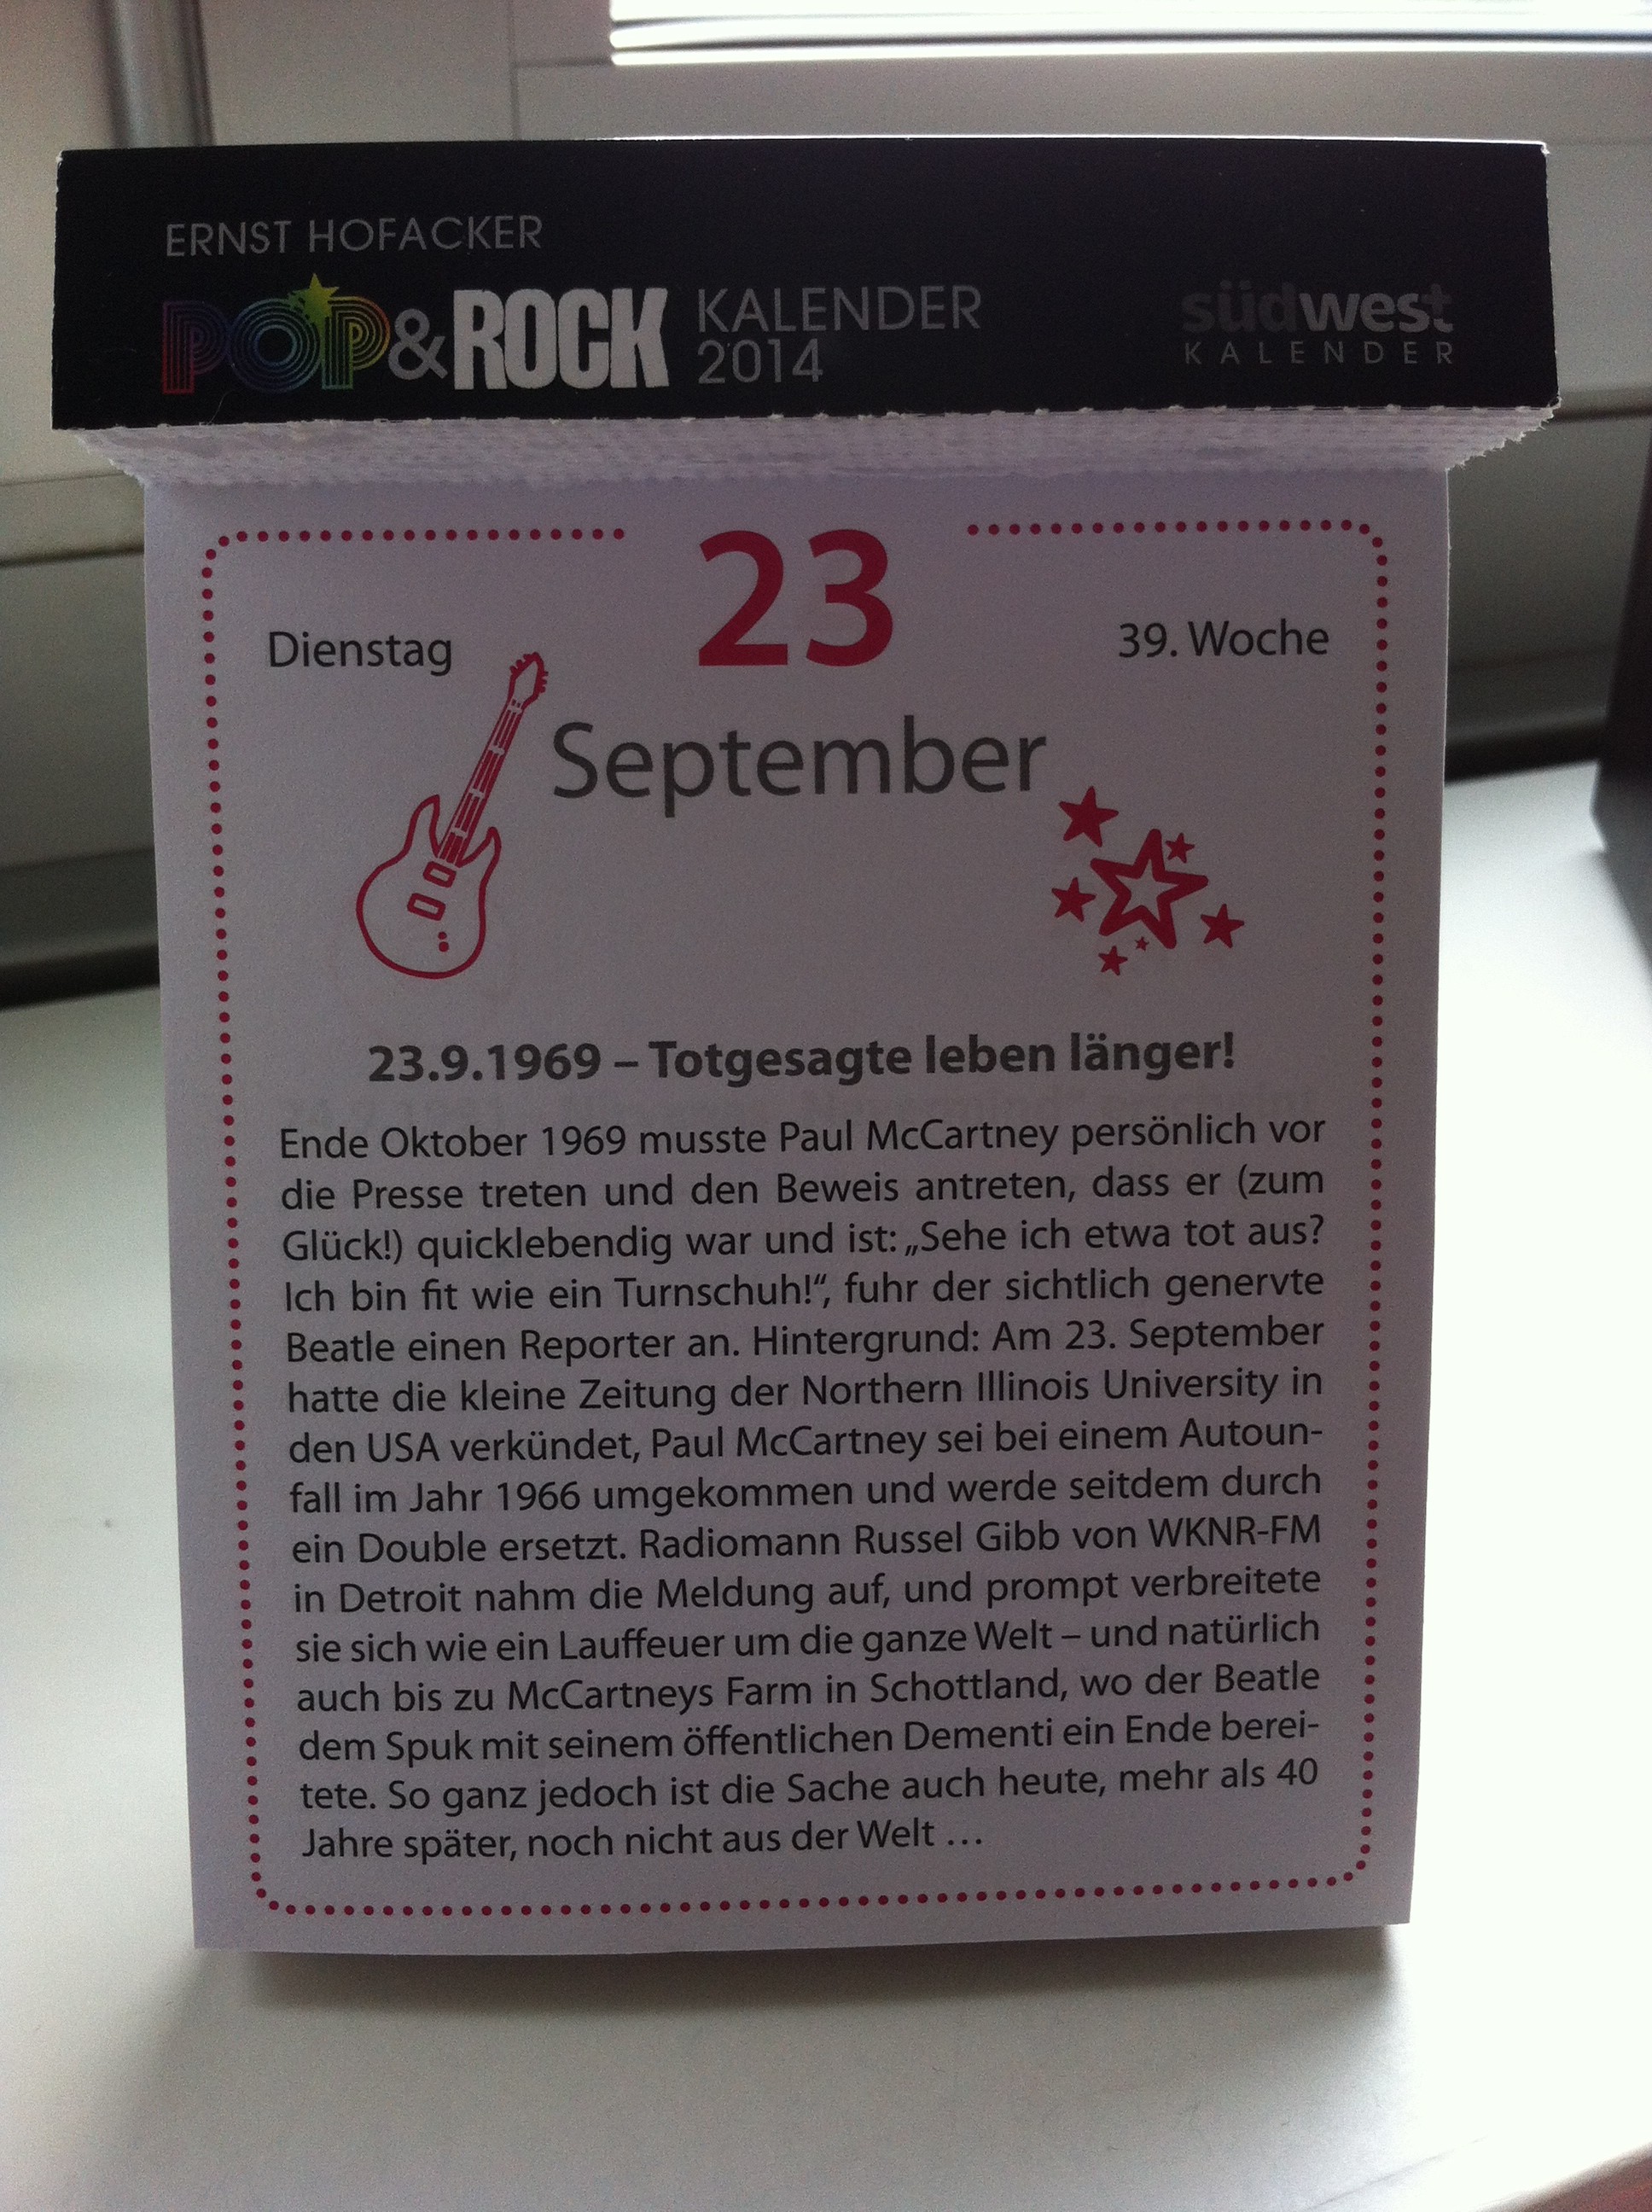 ERNST HOFACKER
POP&ROCK KALENDER 2014
südwest
KALENDER
23
Dienstag
39. Woche
September
23.9.1969 – Totgesagte leben länger!
Ende Oktober 1969 musste Paul McCartney persönlich vor
die Presse treten und den Beweis antreten, dass er (zum
Glück!) quicklebendig war und ist: „Sehe ich etwa tot aus?
Ich bin fit wie ein Turnschuh!“, fuhr der sichtlich genervte
Beatle einen Reporter an. Hintergrund: Am 23. September
hatte die kleine Zeitung der Northern Illinois University in
den USA verkündet, Paul McCartney sei bei einem Autoun-
fall im Jahr 1966 umgekommen und werde seitdem durch
ein Double ersetzt. Radiomann Russel Gibb von WKNR-FM
in Detroit nahm die Meldung auf, und prompt verbreitete
sie sich wie ein Lauffeuer um die ganze Welt – und natürlich
auch bis zu McCartneys Farm in Schottland, wo der Beatle
dem Spuk mit seinem öffentlichen Dementi ein Ende berei-
tete. So ganz jedoch ist die Sache auch heute, mehr als 40
Jahre später, noch nicht aus der Welt …